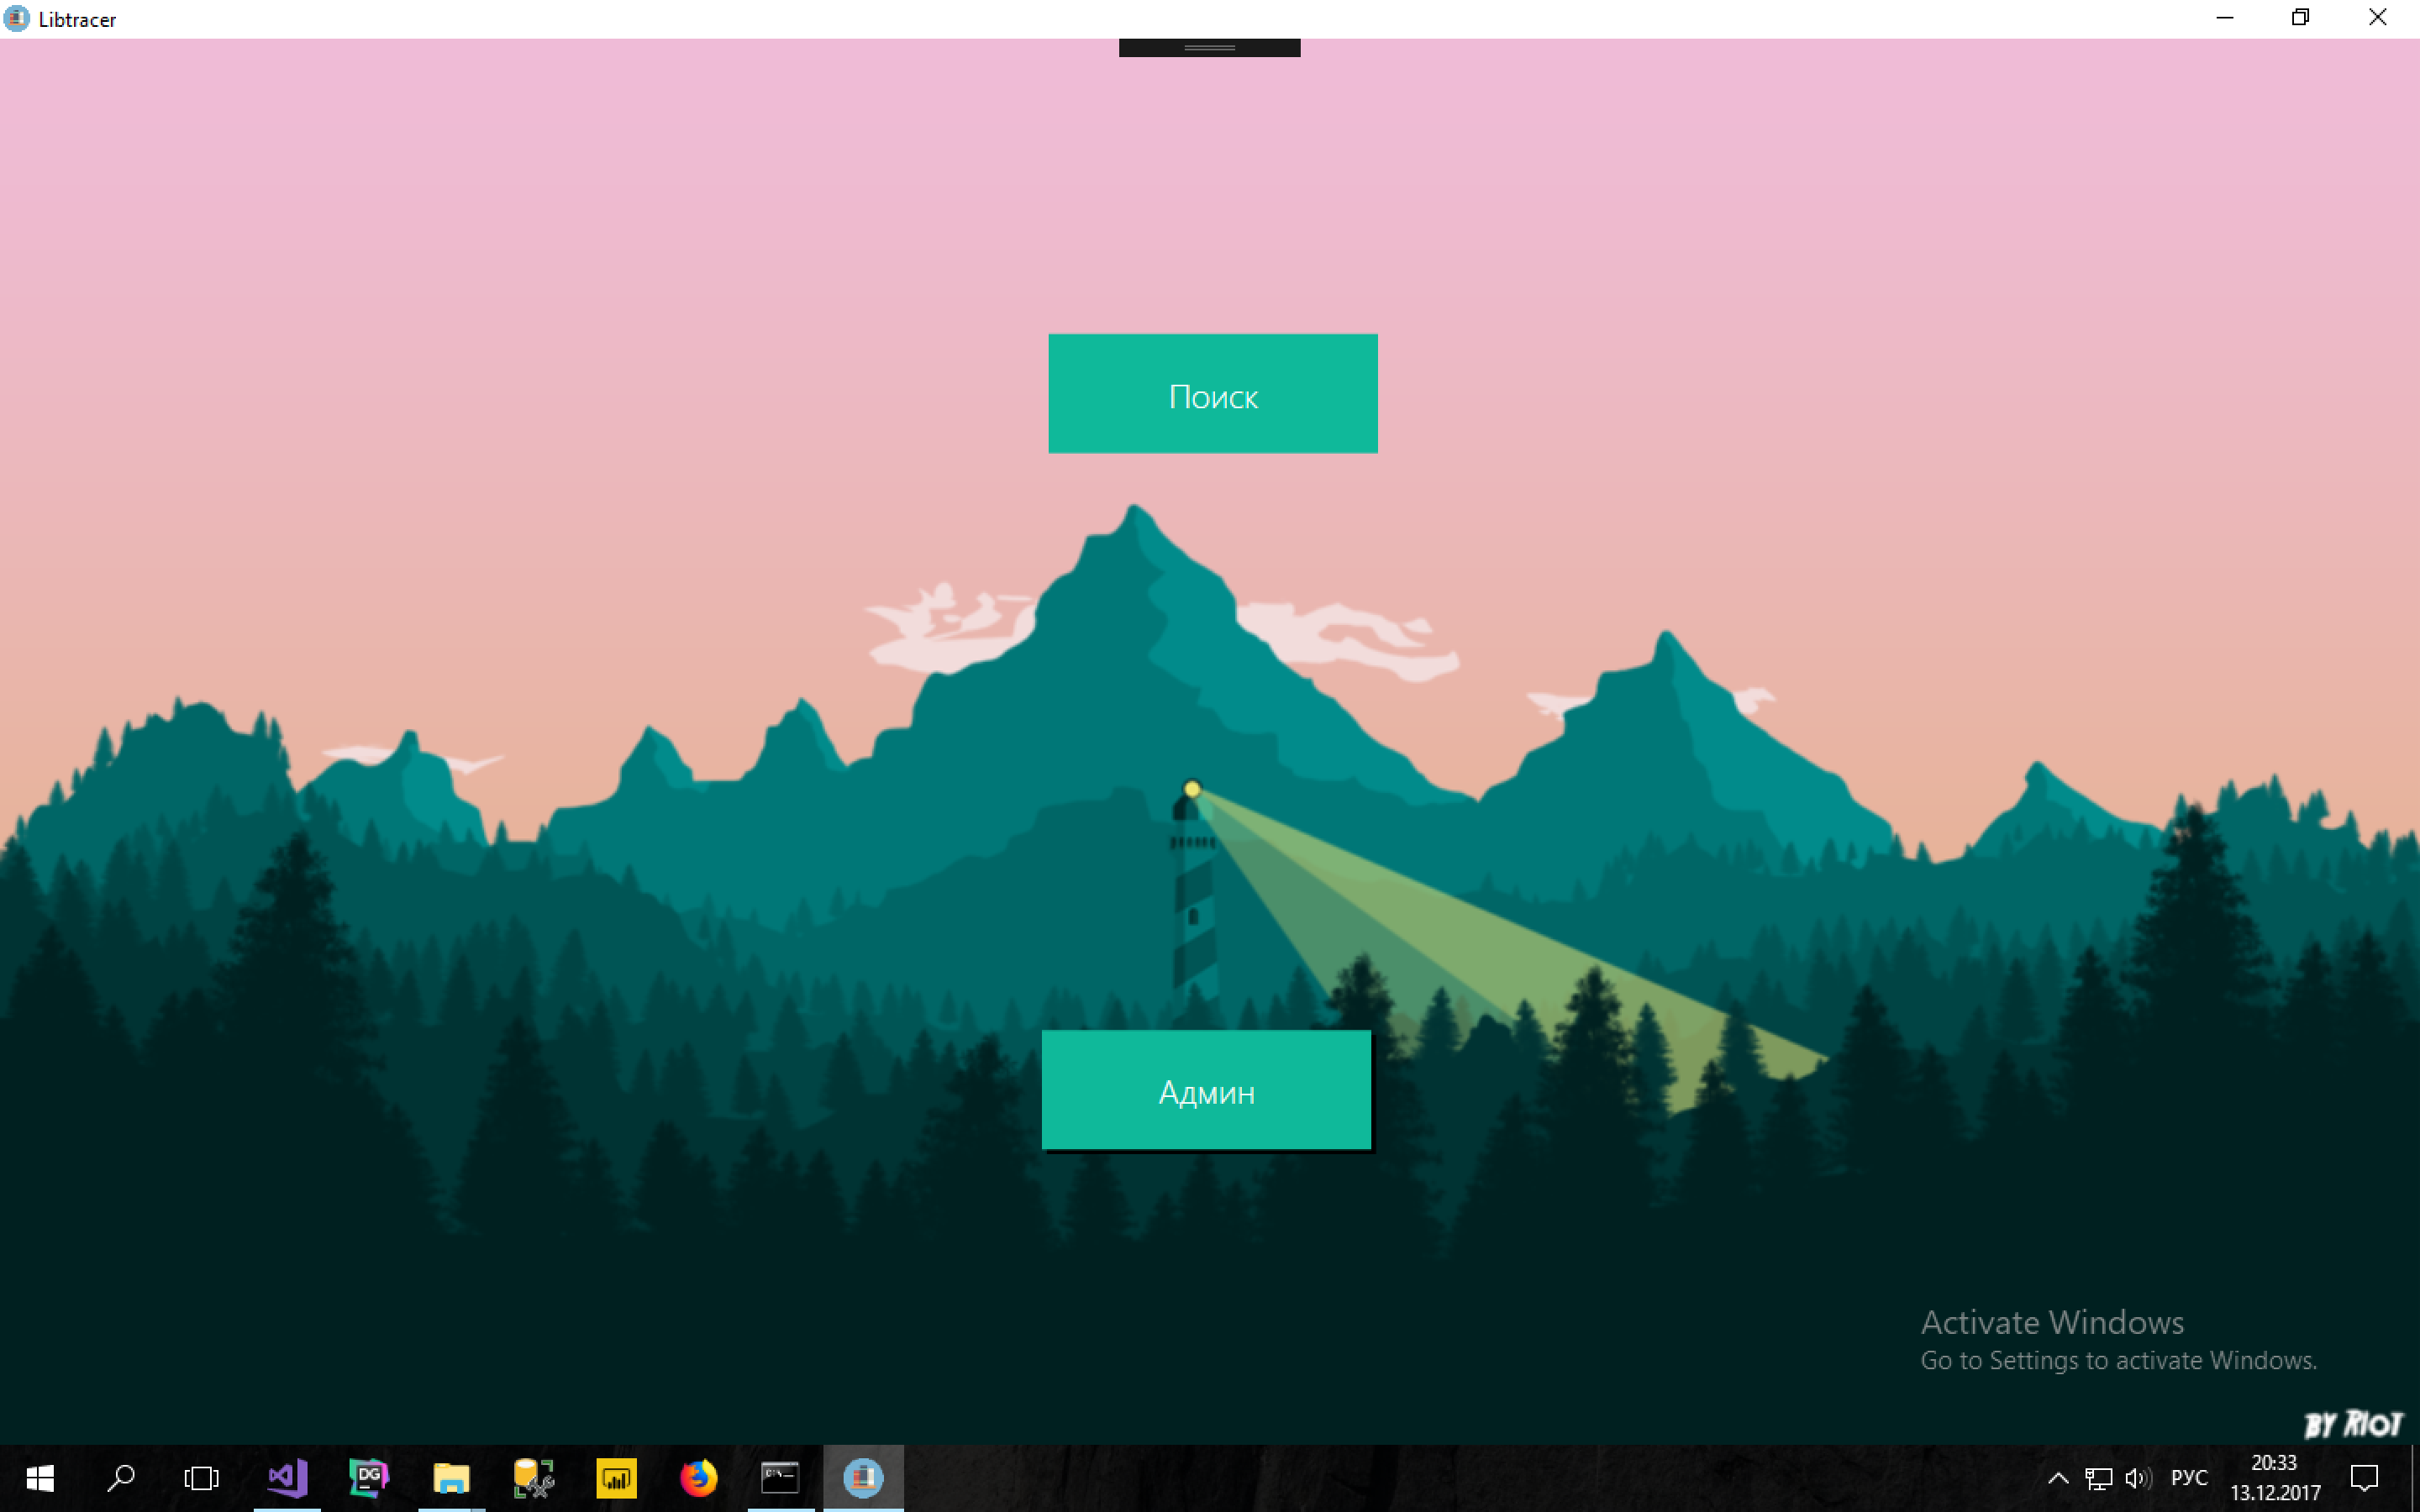 Libtracer
Поиск
Админ
Activate Windows
Go to Settings to activate Windows.
BY RIOT
DG
C:\
РУС
20:33
13.12.2017